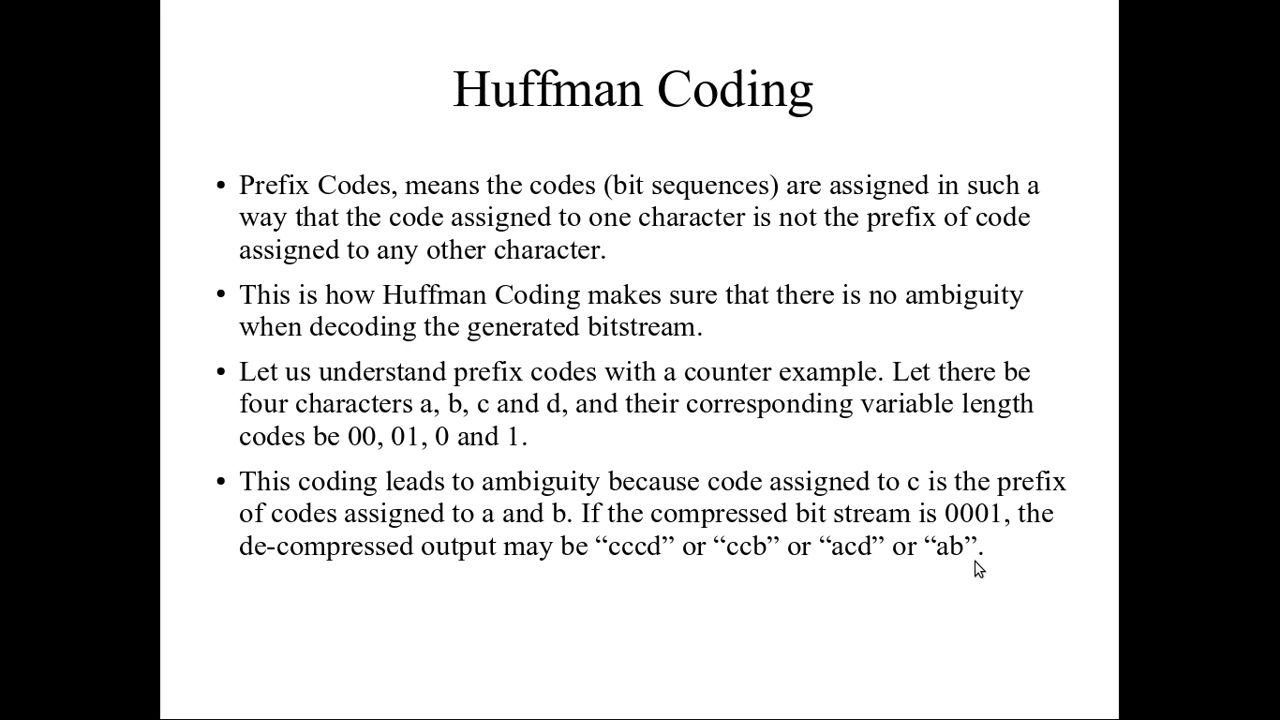 Huffman Coding
• Prefix Codes, means the codes (bit sequences) are assigned in such a
way that the code assigned to one character is not the prefix of code
assigned to any other character.
• This is how Huffman Coding makes sure that there is no ambiguity
when decoding the generated bitstream.
• Let us understand prefix codes with a counter example. Let there be
four characters a, b, c and d, and their corresponding variable length
codes be 00, 01, 0 and 1.
• This coding leads to ambiguity because code assigned to c is the prefix
of codes assigned to a and b. If the compressed bit stream is 0001, the
de-compressed output may be “cccd” or “ccb” or “acd” or “ab”.